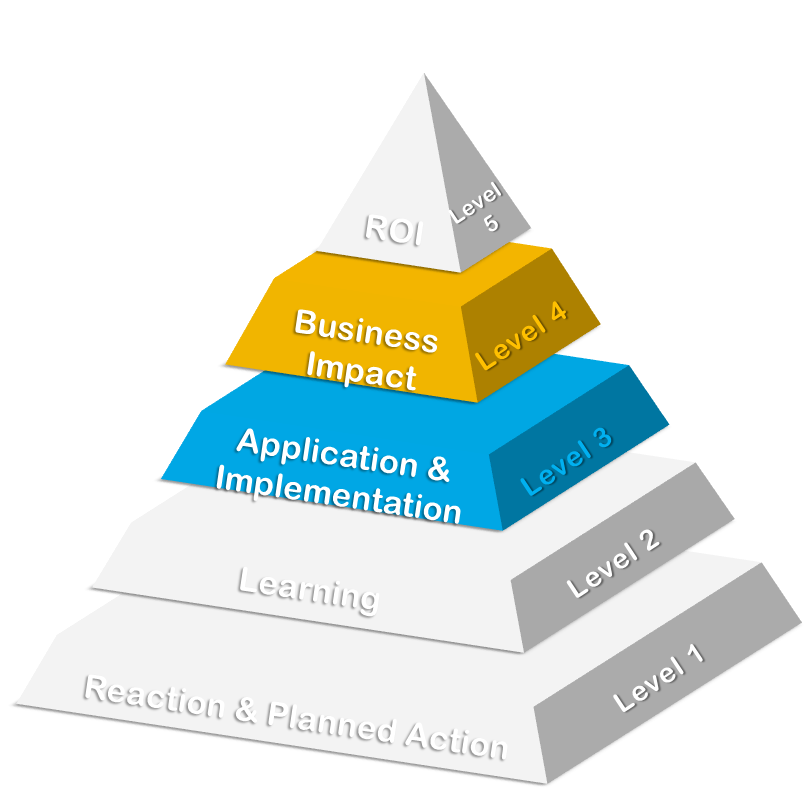 ROI
Level
5
Business
Impact
Level 4
Application &
Implementation
Level 3
Learning
Level 2
Reaction & Planned Action
Level 1